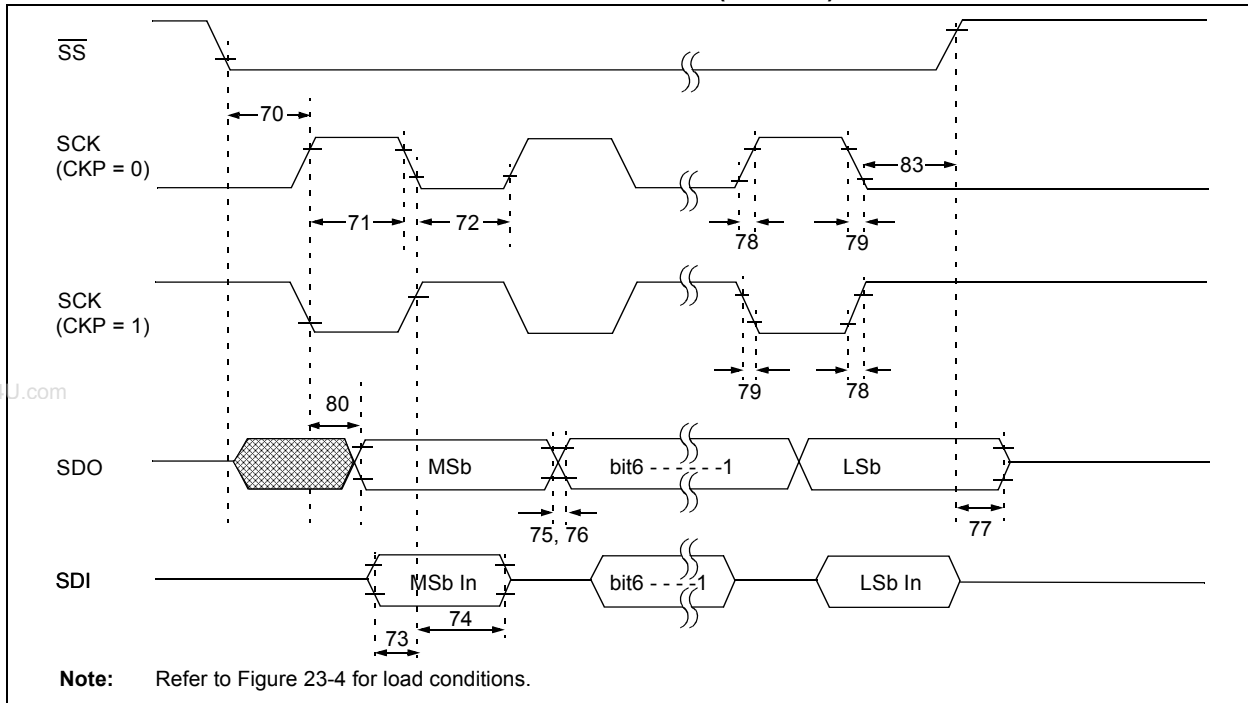 SS
70
SCK
(CKP = 0)
83
71
72
78
79
SCK
(CKP = 1)
79
78
4U.com
80
SDO
MSb
bit6 - - - - - - -1
LSb
75, 76
77
SDI
MSb In
bit6 - - - - -1
LSb In
74
73
Note: Refer to Figure 23-4 for load conditions.